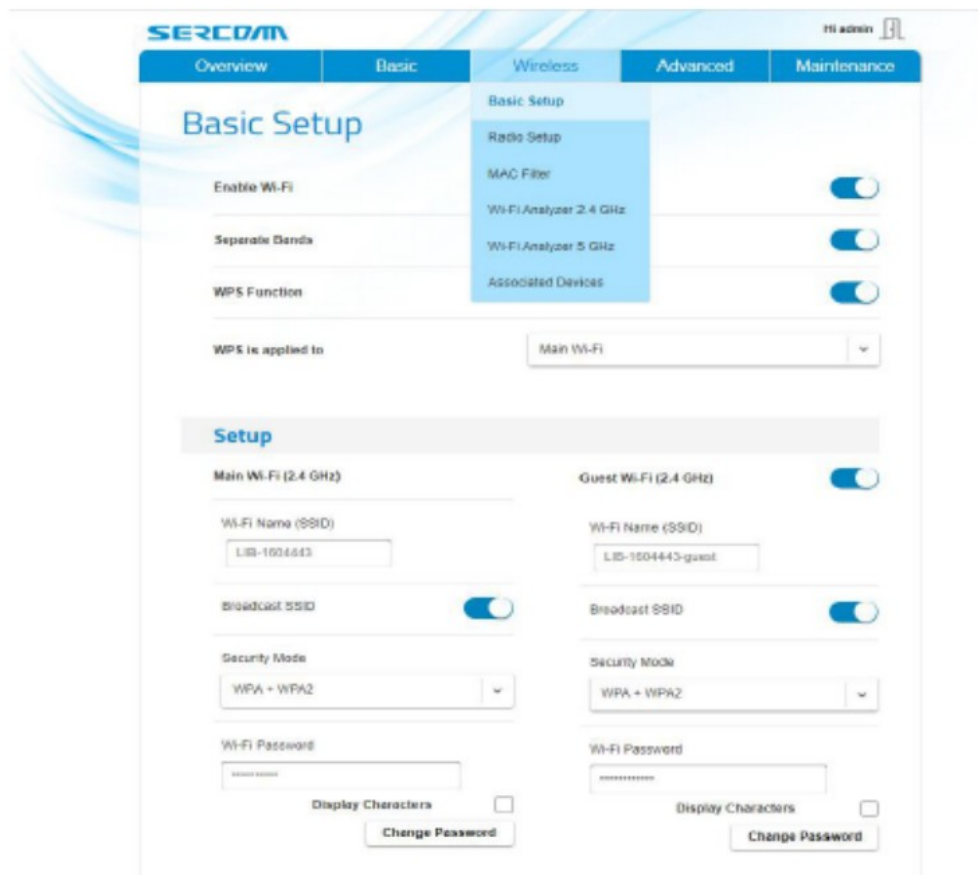 SERCOMM
Hi admin
Overview Basic Wireless Advanced Maintenance
Basic Setup
Basic Setup
Radio Setup
MAC Filter
Wi-Fi Analyzer 2.4 GHz
Wi-Fi Analyzer 5 GHz
Associated Devices
Enable Wi-Fi
Separate Bands
WPS Function
WPS is applied to Main Wi-Fi
Setup
Main Wi-Fi (2.4 GHz) Guest Wi-Fi (2.4 GHz)
Wi-Fi Name (SSID) Wi-Fi Name (SSID)
LIB-1604443 LIB-1604443-guest
Broadcast SSID Broadcast SSID
Security Mode Security Mode
WPA + WPA2 WPA + WPA2
Wi-Fi Password Wi-Fi Password
Display Characters Display Characters
Change Password Change Password